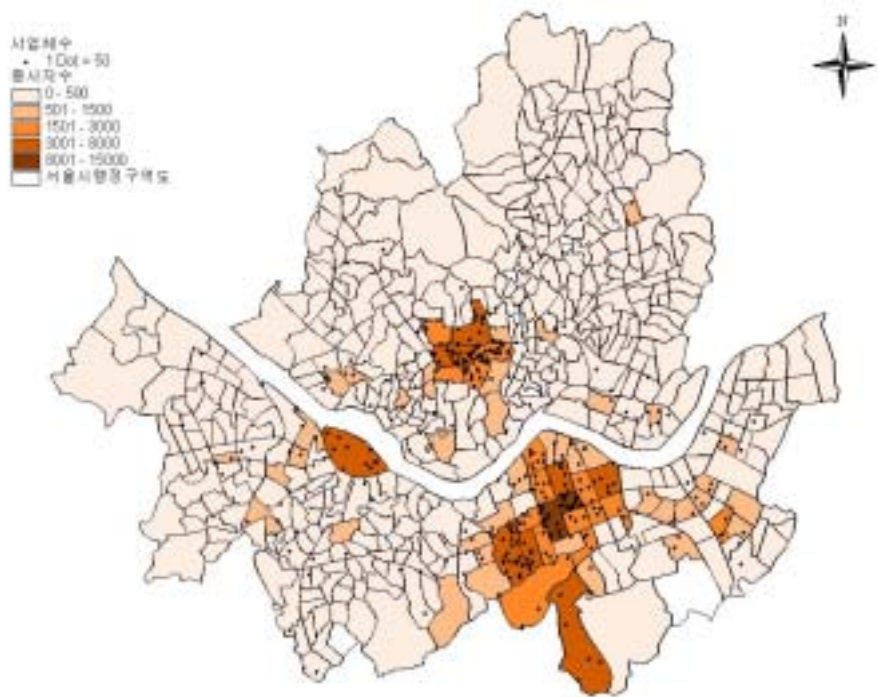 사업체수
1 Dot = 50
종사자수
0 - 500
501 - 1500
1501 - 3000
3001 - 8000
8001 - 15000
서울시행정구역도
N